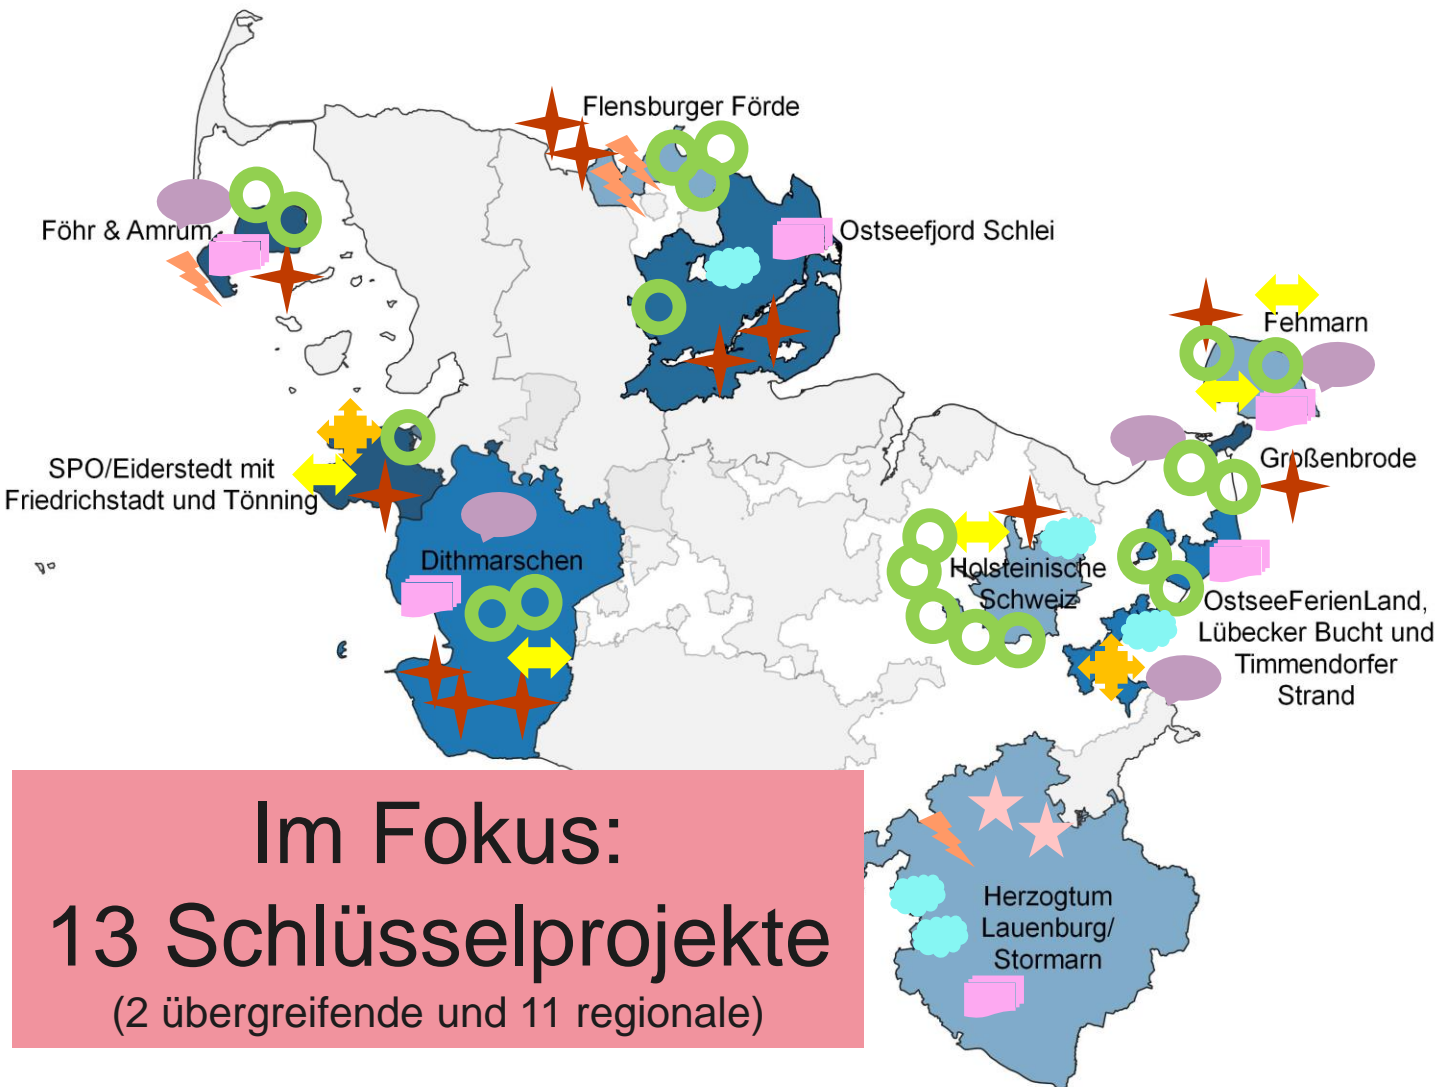 Flensburger Förde
Föhr & Amrum
Ostseefjord Schlei
Fehmarn
Großenbrode
SPO/Eiderstedt mit
Friedrichstadt und Tönning
Dithmarschen
Holsteinische
Schweiz
OstseeFerienLand,
Lübecker Bucht und
Timmendorfer
Strand
Herzogtum
Lauenburg/
Stormarn
Im Fokus:
13 Schlüsselprojekte
(2 übergreifende und 11 regionale)